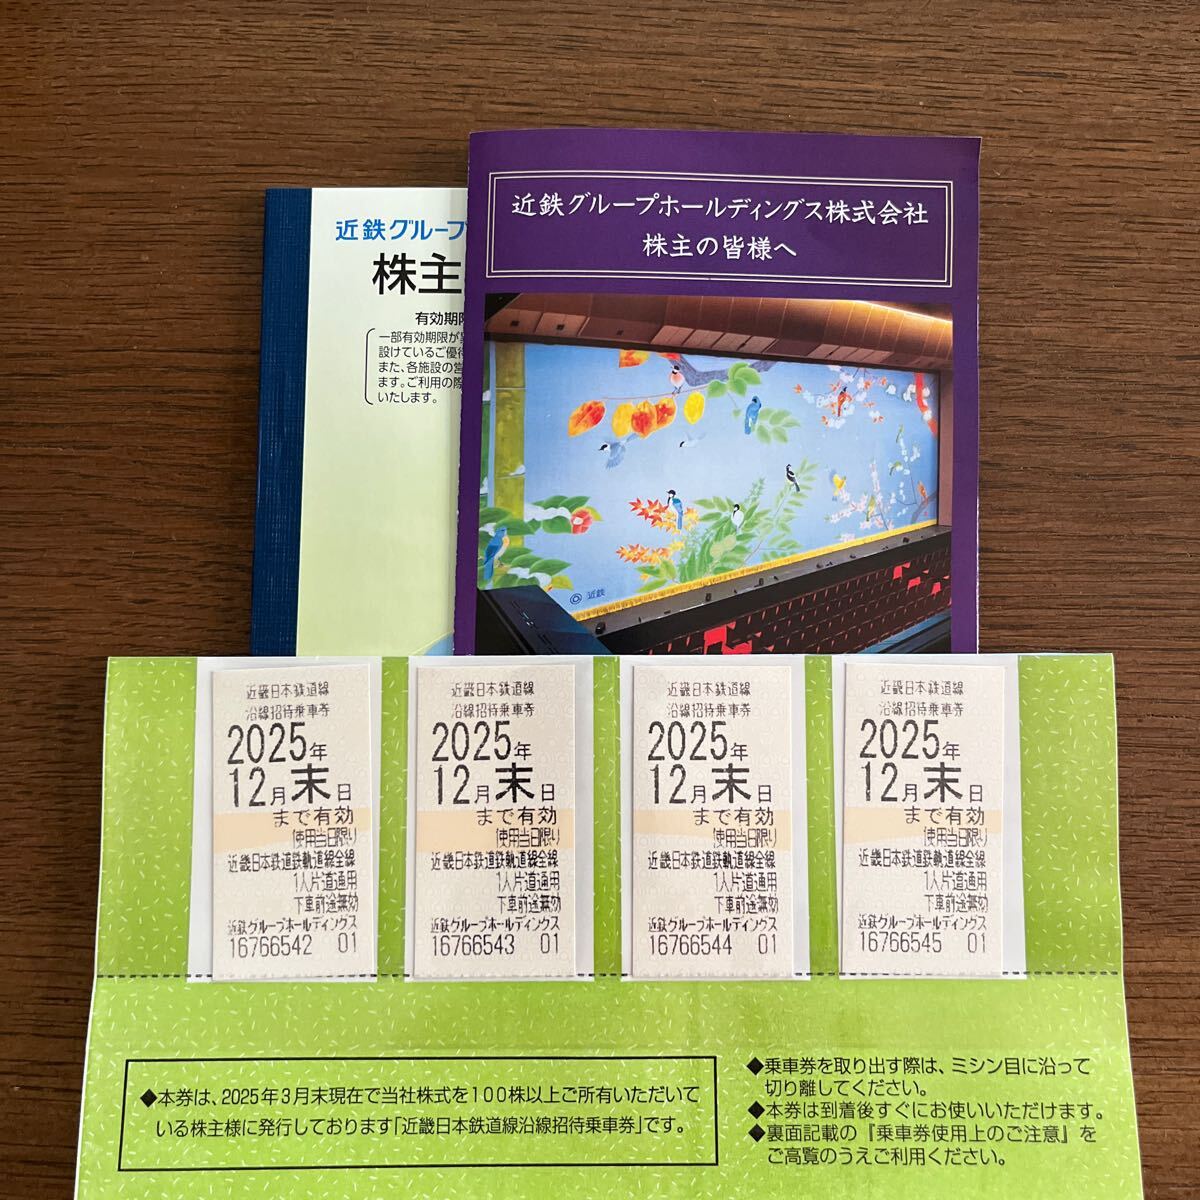 近鉄グループ
株主
有効期限
一部有効期限が
設けているご優待
また、各施設の営
ます。ご利用の際
いたします。
近鉄グループホールディングス株式会社
株主の皆様へ
近鉄
近畿日本鉄道線
沿線招待乗車券
2025年
12月末日
まで有効
(使用当日限り)
近畿日本鉄道鉄軌道線全線
1人片道通用
下車前途無効
近鉄グループホールディングス
16766542 01
近畿日本鉄道線
沿線招待乗車券
2025年
12月末日
まで有効
(使用当日限り)
近畿日本鉄道鉄軌道線全線
1人片道通用
下車前途無効
近鉄グループホールディングス
16766543 01
近畿日本鉄道線
沿線招待乗車券
2025年
12月末日
まで有効
(使用当日限り)
近畿日本鉄道鉄軌道線全線
1人片道通用
下車前途無効
近鉄グループホールディングス
16766544 01
近畿日本鉄道線
沿線招待乗車券
2025年
12月末日
まで有効
(使用当日限り)
近畿日本鉄道鉄軌道線全線
1人片道通用
下車前途無効
近鉄グループホールディングス
16766545 01
◆本券は、2025年3月末現在で当社株式を100株以上ご所有いただいて
いる株主様に発行しております「近畿日本鉄道線沿線招待乗車券」です。
◆乗車券を取り出す際は、ミシン目に沿って
切り離してください。
◆本券は到着後すぐにお使いいただけます。
◆裏面記載の『乗車券使用上のご注意』を
ご高覧のうえご利用ください。